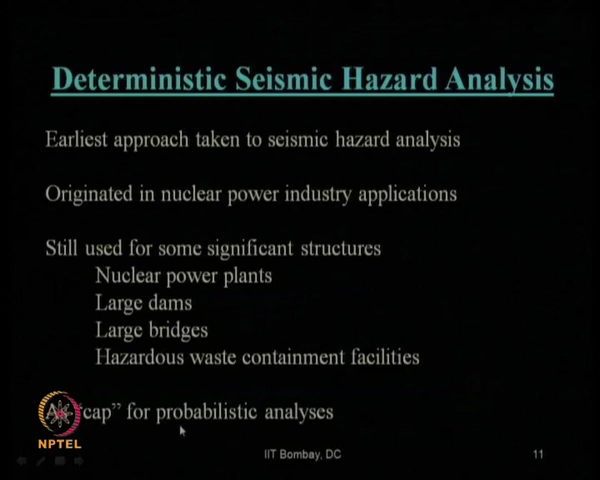 Deterministic Seismic Hazard Analysis
Earliest approach taken to seismic hazard analysis
Originated in nuclear power industry applications
Still used for some significant structures
Nuclear power plants
Large dams
Large bridges
Hazardous waste containment facilities
As “cap” for probabilistic analyses
NPTEL
IIT Bombay, DC
11